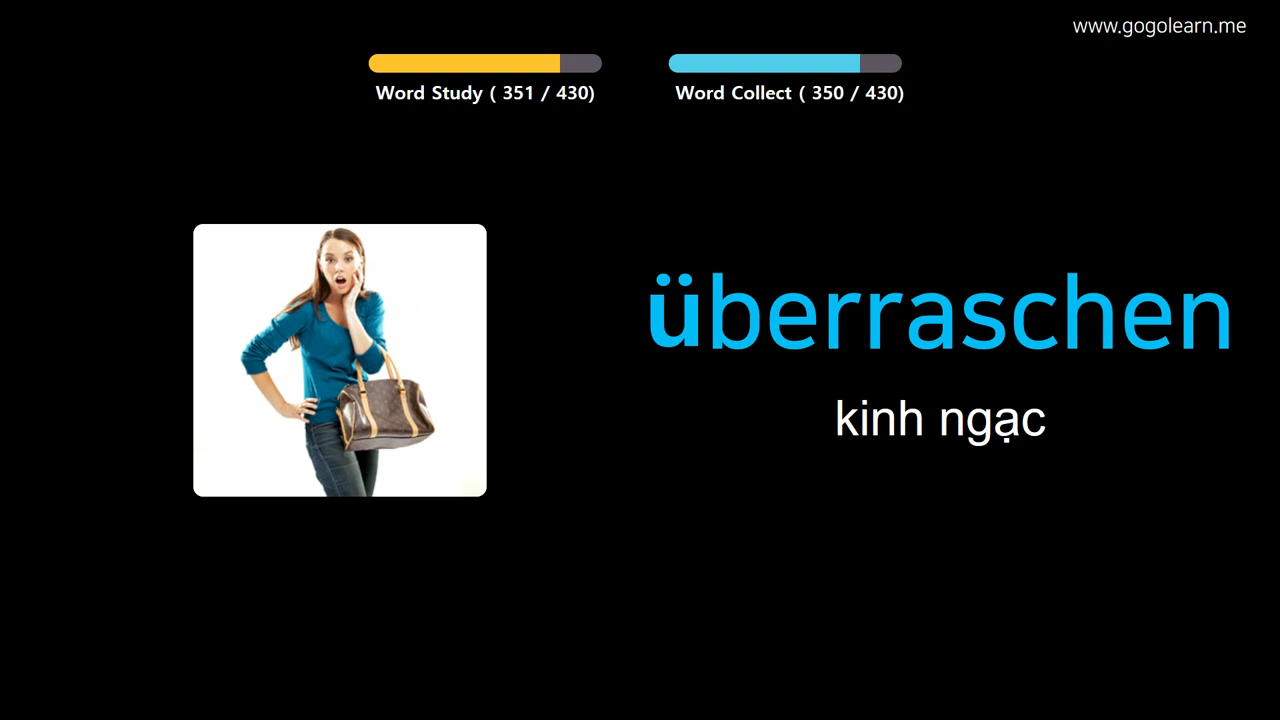 www.gogolearn.me
Word Study ( 351 / 430)
Word Collect ( 350 / 430)
überraschen
kinh ngạc